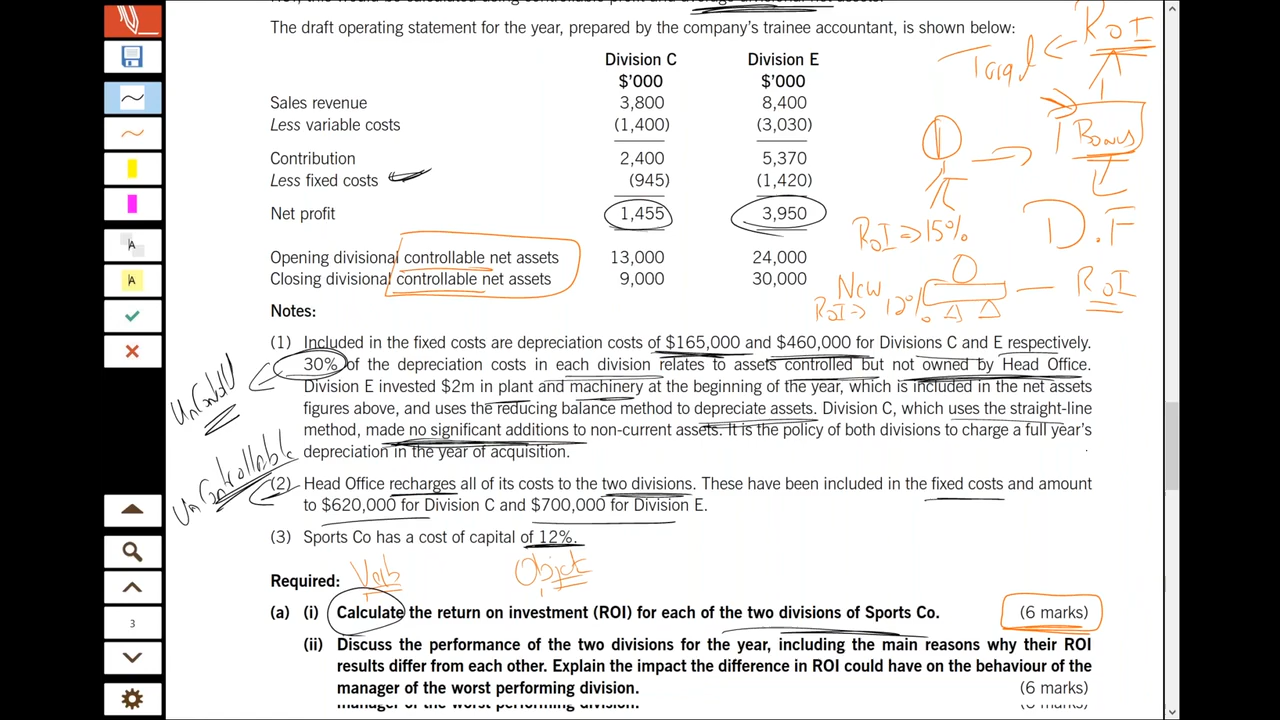 The draft operating statement for the year, prepared by the company's trainee accountant, is shown below:
Division C Division E
$'000 $'000
Sales revenue 3,800 8,400
Less variable costs (1,400) (3,030)
Contribution 2,400 5,370
Less fixed costs (945) (1,420)
Net profit 1,455 3,950
Opening divisional controllable net assets 13,000 24,000
Closing divisional controllable net assets 9,000 30,000
Notes:
(1) Included in the fixed costs are depreciation costs of $165,000 and $460,000 for Divisions C and E respectively.
30% of the depreciation costs in each division relates to assets controlled but not owned by Head Office.
Division E invested $2m in plant and machinery at the beginning of the year, which is included in the net assets
figures above, and uses the reducing balance method to depreciate assets. Division C, which uses the straight-line
method, made no significant additions to non-current assets. It is the policy of both divisions to charge a full year's
depreciation in the year of acquisition.
(2) Head Office recharges all of its costs to the two divisions. These have been included in the fixed costs and amount
to $620,000 for Division C and $700,000 for Division E.
(3) Sports Co has a cost of capital of 12%.
Verb Object
Required:
(a) (i) Calculate the return on investment (ROI) for each of the two divisions of Sports Co. (6 marks)
(ii) Discuss the performance of the two divisions for the year, including the main reasons why their ROI
results differ from each other. Explain the impact the difference in ROI could have on the behaviour of the
manager of the worst performing division. (6 marks)
RoI
Target
Bonus
D.F
RoI => 15%
New
RoI => 12%
RoI
UnControllable
3